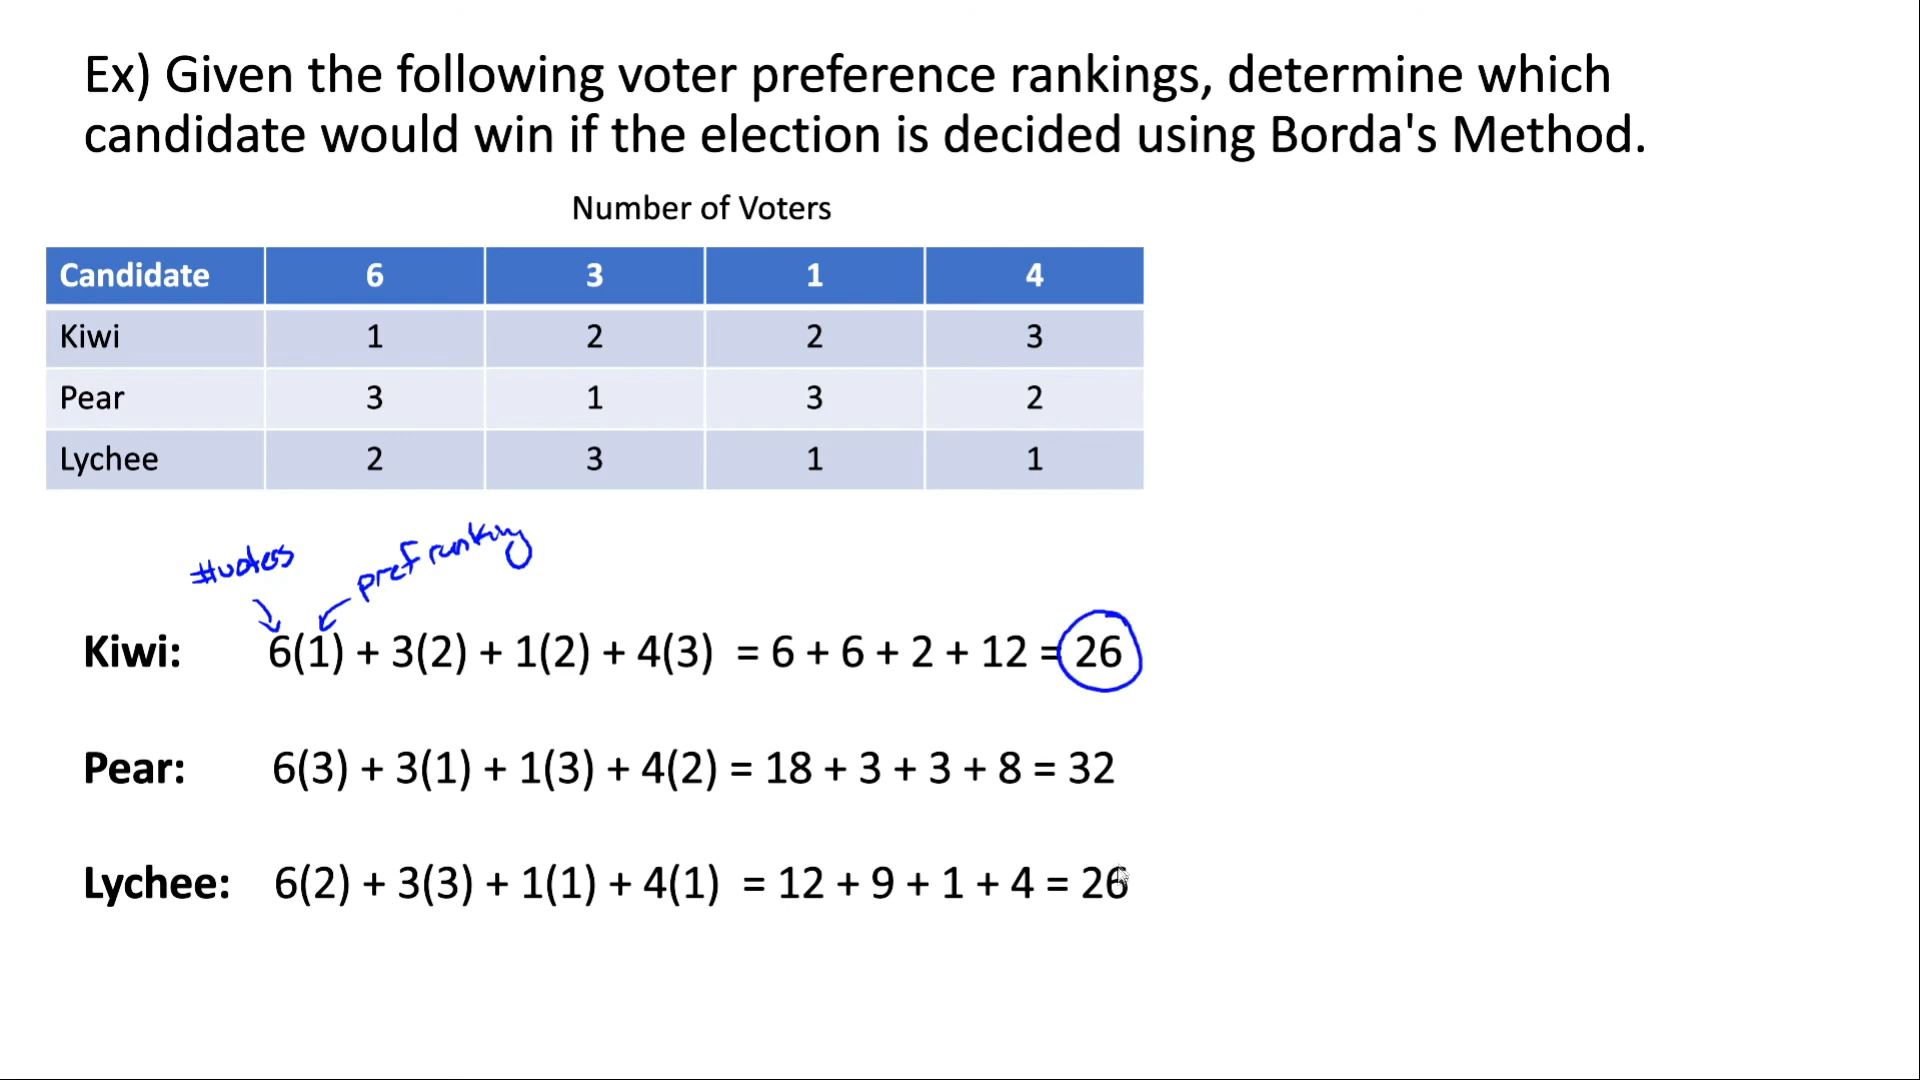 Ex) Given the following voter preference rankings, determine which
candidate would win if the election is decided using Borda's Method.
Number of Voters
Candidate 6 3 1 4
Kiwi 1 2 2 3
Pear 3 1 3 2
Lychee 2 3 1 1
#voters
pref ranking
Kiwi: 6(1) + 3(2) + 1(2) + 4(3) = 6 + 6 + 2 + 12 = 26
Pear: 6(3) + 3(1) + 1(3) + 4(2) = 18 + 3 + 3 + 8 = 32
Lychee: 6(2) + 3(3) + 1(1) + 4(1) = 12 + 9 + 1 + 4 = 26